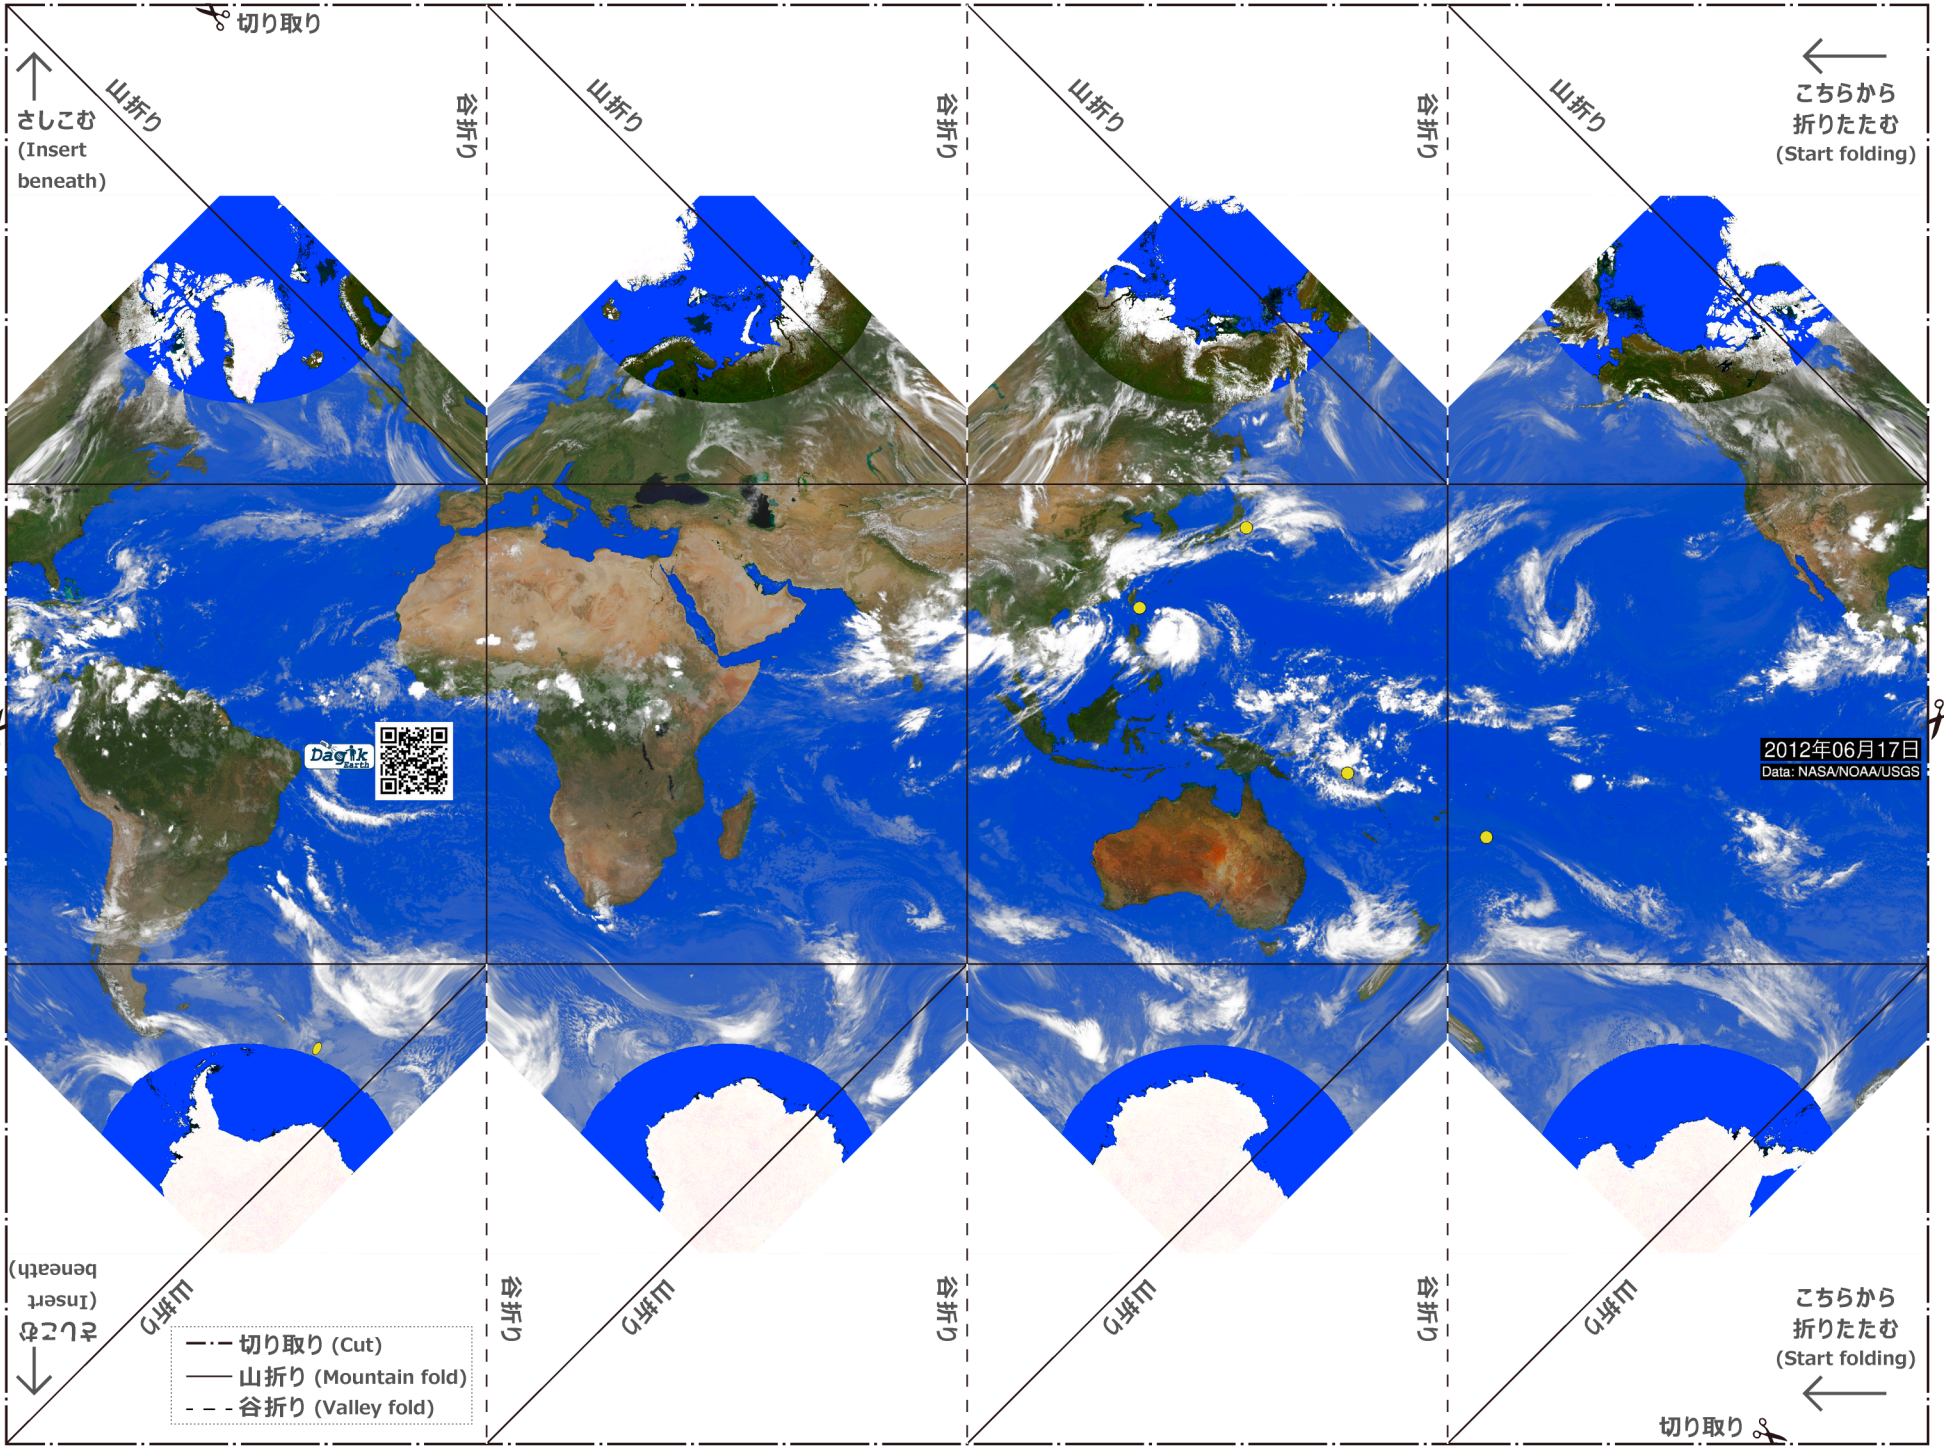 切り取り
山折り
谷折り
山折り
谷折り
山折り
谷折り
山折り
さしこむ
(Insert
beneath)
こちらから
折りたたむ
(Start folding)
Dagik
Earth
2012年06月17日
Data: NASA/NOAA/USGS
さしこむ
(Insert
beneath)
山折り
谷折り
山折り
谷折り
山折り
谷折り
山折り
こちらから
折りたたむ
(Start folding)
切り取り (Cut)
山折り (Mountain fold)
谷折り (Valley fold)
切り取り